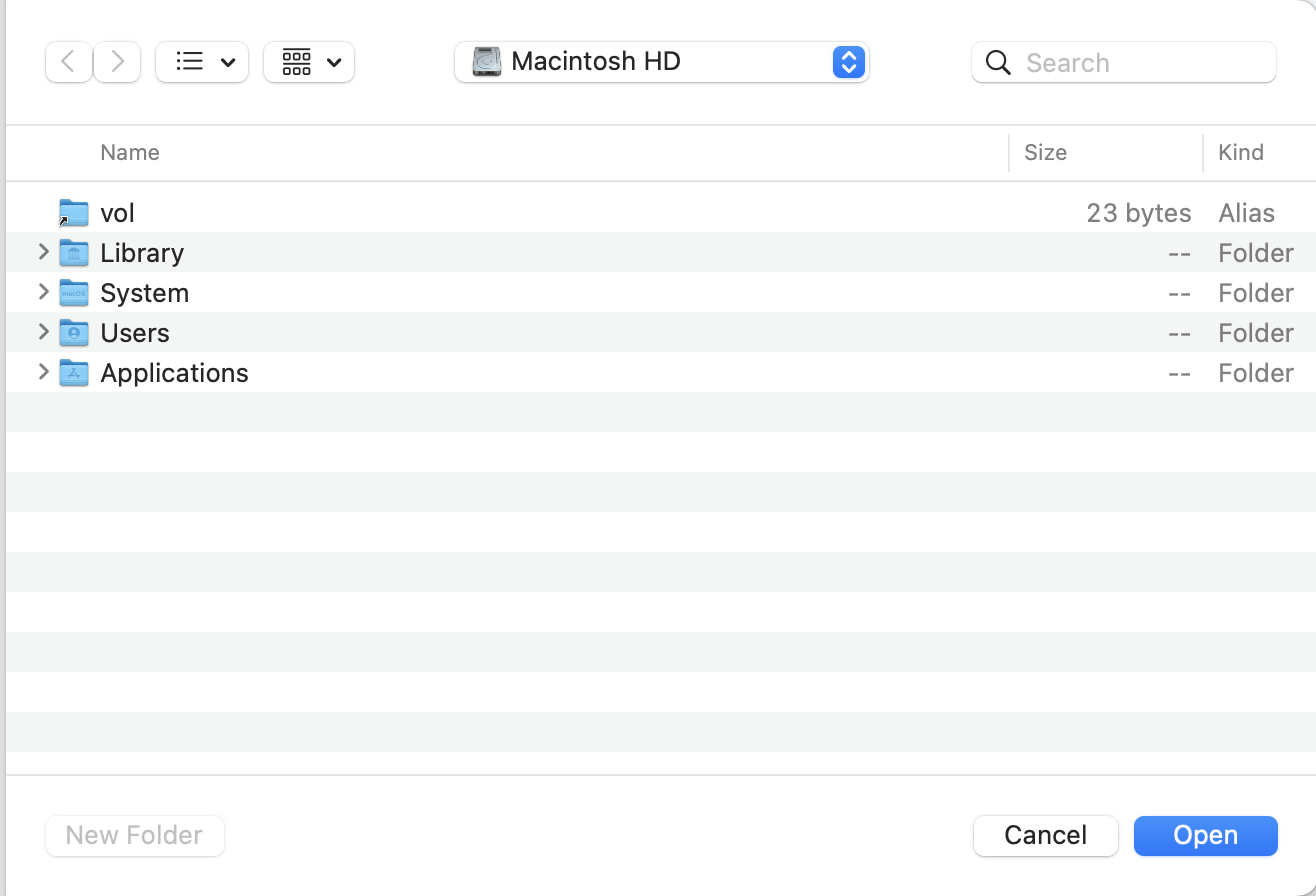 Macintosh HD
Search
Name Size Kind
vol 23 bytes Alias
Library -- Folder
System -- Folder
Users -- Folder
Applications -- Folder
New Folder Cancel Open